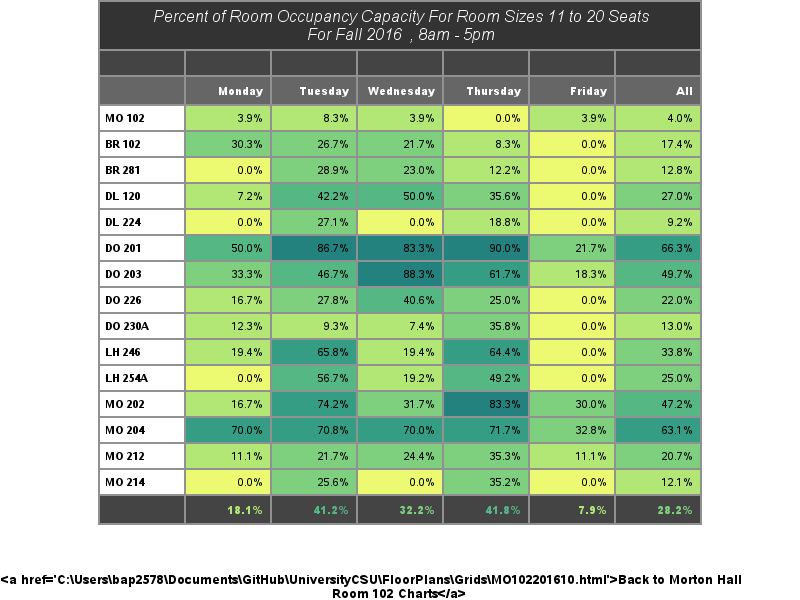 Percent of Room Occupancy Capacity For Room Sizes 11 to 20 Seats
For Fall 2016 , 8am - 5pm
Monday Tuesday Wednesday Thursday Friday All
MO 102 3.9% 8.3% 3.9% 0.0% 3.9% 4.0%
BR 102 30.3% 26.7% 21.7% 8.3% 0.0% 17.4%
BR 281 0.0% 28.9% 23.0% 12.2% 0.0% 12.8%
DL 120 7.2% 42.2% 50.0% 35.6% 0.0% 27.0%
DL 224 0.0% 27.1% 0.0% 18.8% 0.0% 9.2%
DO 201 50.0% 86.7% 83.3% 90.0% 21.7% 66.3%
DO 203 33.3% 46.7% 88.3% 61.7% 18.3% 49.7%
DO 226 16.7% 27.8% 40.6% 25.0% 0.0% 22.0%
DO 230A 12.3% 9.3% 7.4% 35.8% 0.0% 13.0%
LH 246 19.4% 65.8% 19.4% 64.4% 0.0% 33.8%
LH 254A 0.0% 56.7% 19.2% 49.2% 0.0% 25.0%
MO 202 16.7% 74.2% 31.7% 83.3% 30.0% 47.2%
MO 204 70.0% 70.8% 70.0% 71.7% 32.8% 63.1%
MO 212 11.1% 21.7% 24.4% 35.3% 11.1% 20.7%
MO 214 0.0% 25.6% 0.0% 35.2% 0.0% 12.1%
18.1% 41.2% 32.2% 41.8% 7.9% 28.2%
<a href='C:\Users\bap2578\Documents\GitHub\UniversityCSU\FloorPlans\Grids\MO102201610.html'>Back to Morton Hall
Room 102 Charts</a>